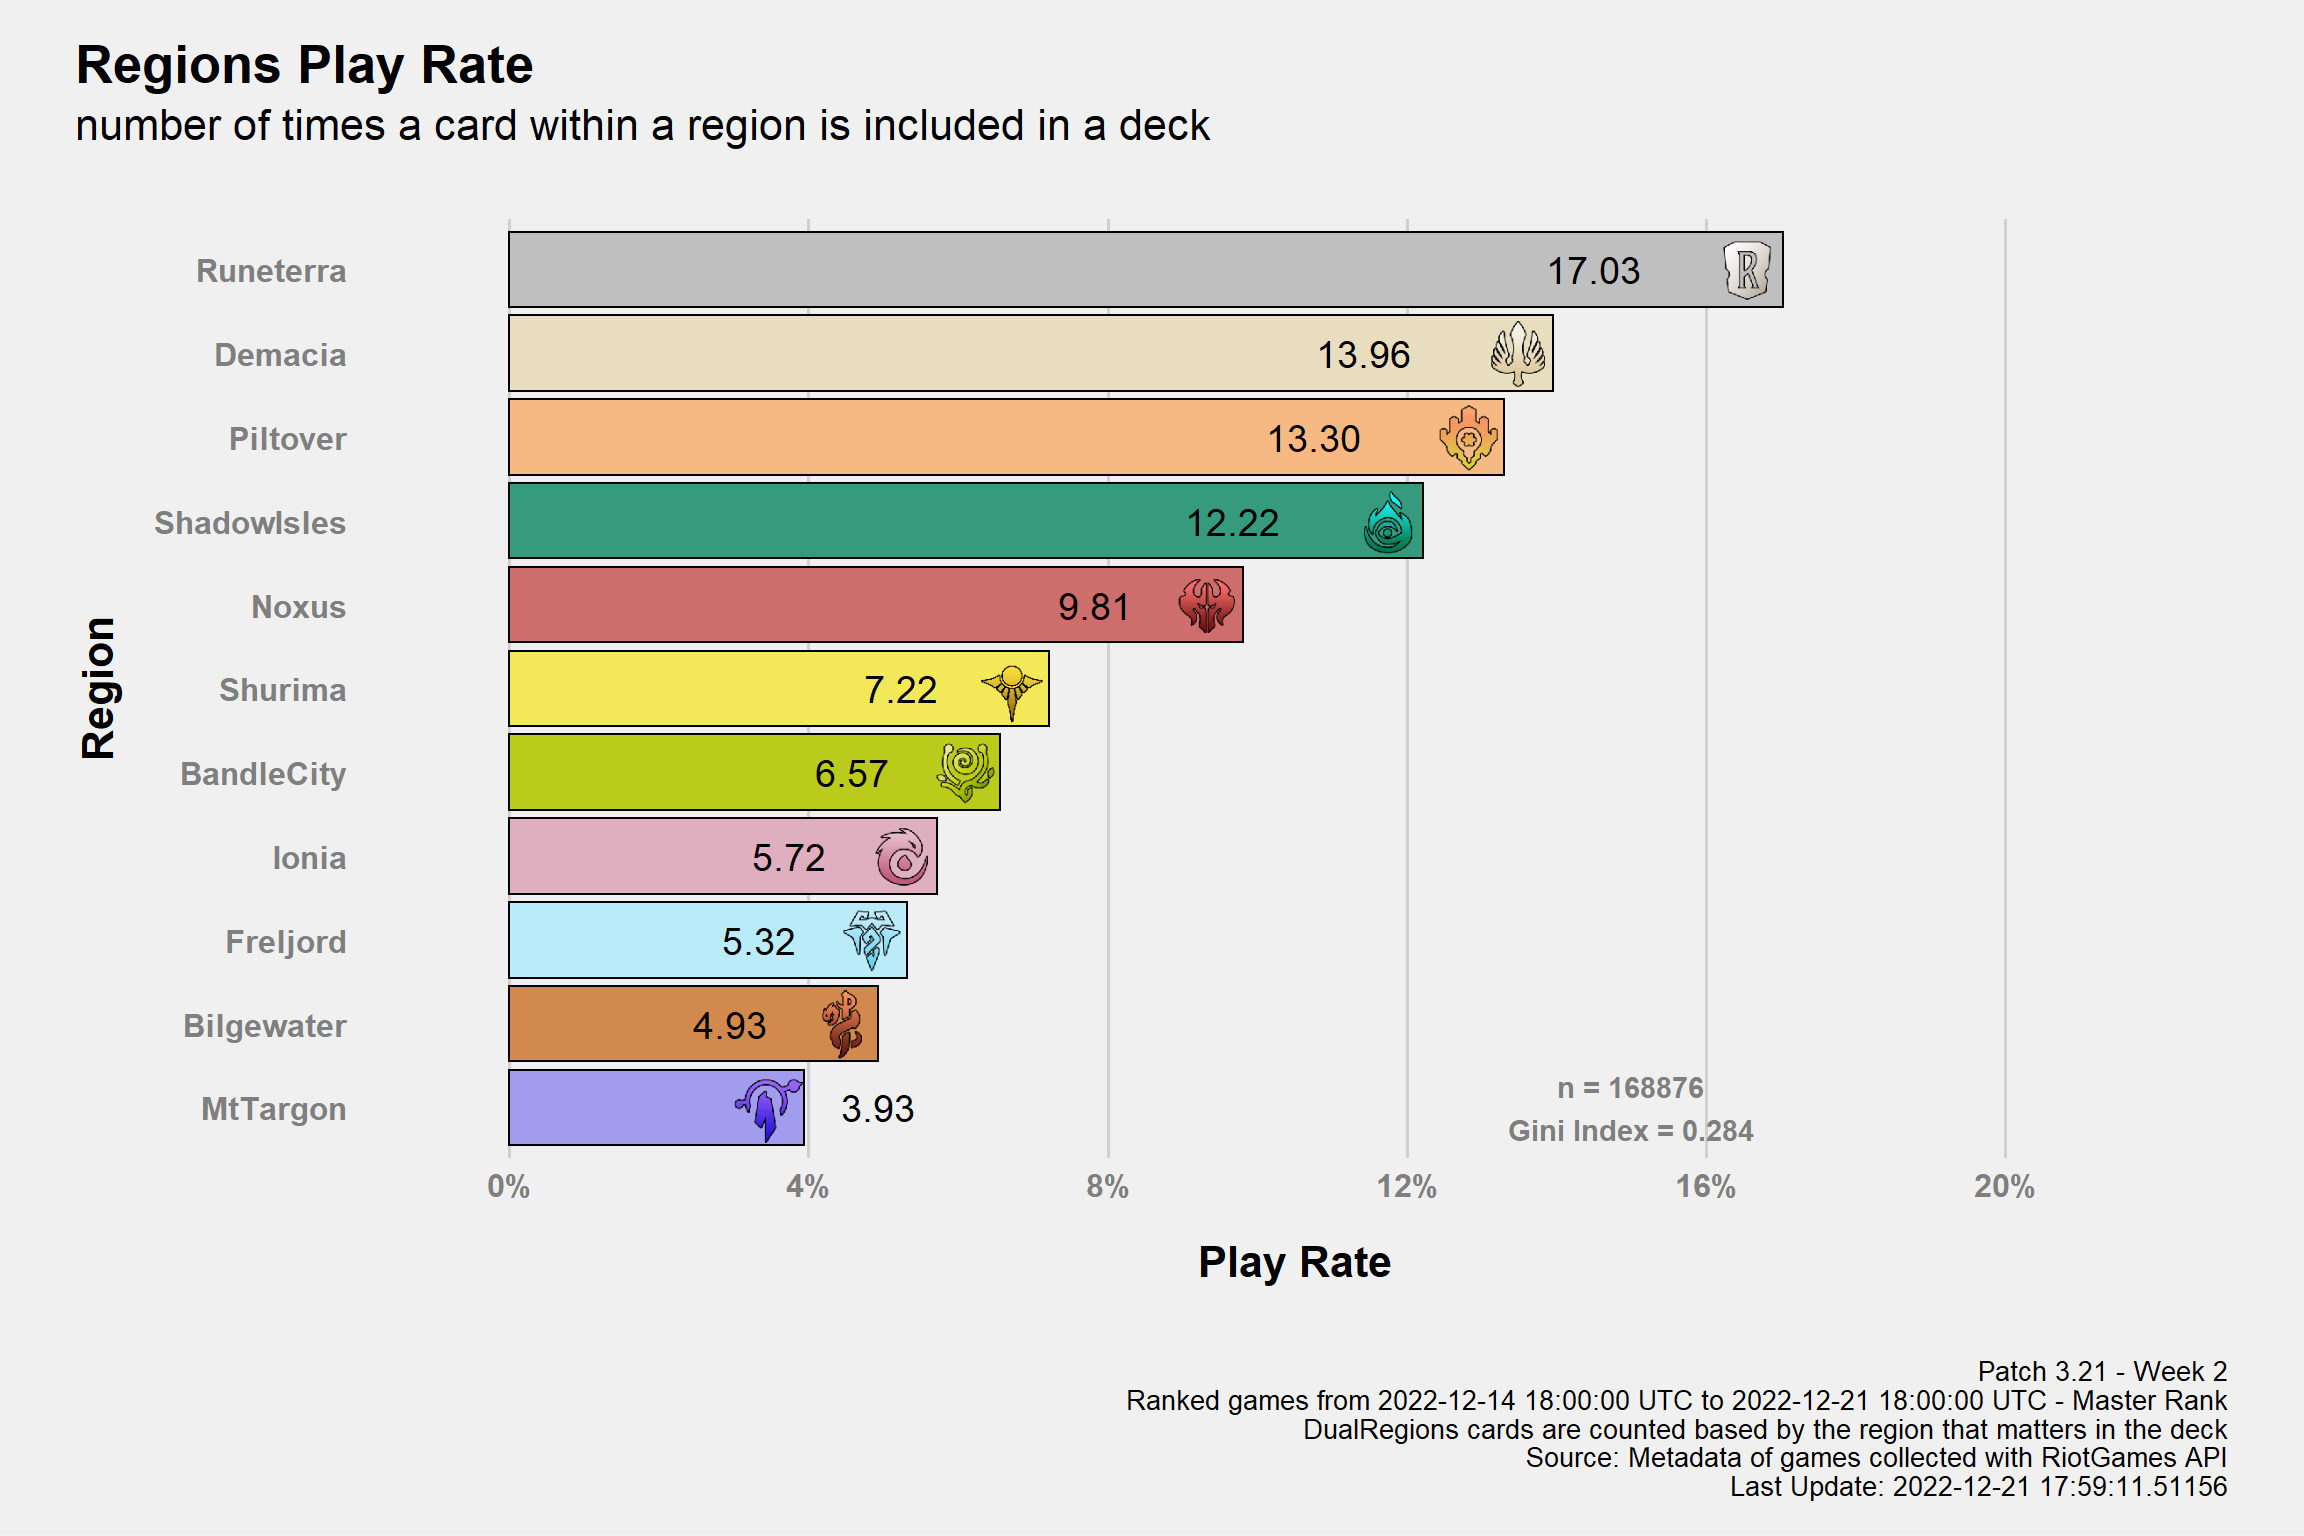 Regions Play Rate
number of times a card within a region is included in a deck
Runeterra
17.03
R
Demacia
13.96
Piltover
13.30
ShadowIsles
12.22
Noxus
9.81
Shurima
7.22
BandleCity
6.57
Ionia
5.72
Freljord
5.32
Bilgewater
4.93
MtTargon
3.93
Region
n = 168876
Gini Index = 0.284
0%
4%
8%
12%
16%
20%
Play Rate
Patch 3.21 - Week 2
Ranked games from 2022-12-14 18:00:00 UTC to 2022-12-21 18:00:00 UTC - Master Rank
DualRegions cards are counted based by the region that matters in the deck
Source: Metadata of games collected with RiotGames API
Last Update: 2022-12-21 17:59:11.51156